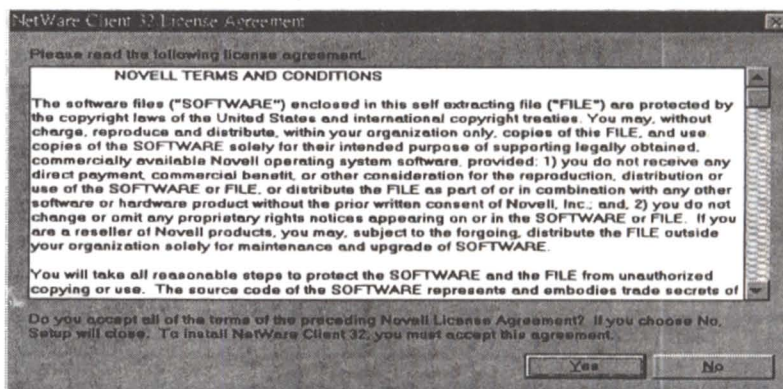 NetWare Client 32 License Agreement
Please read the following license agreement.
NOVELL TERMS AND CONDITIONS
The software files ("SOFTWARE") enclosed in this self extracting file ("FILE") are protected by
the copyright laws of the United States and international copyright treaties. You may, without
charge, reproduce and distribute, within your organization only, copies of this FILE, and use
copies of the SOFTWARE solely for their intended purpose of supporting legally obtained,
commercially available Novell operating system software, provided: 1) you do not receive any
direct payment, commercial benefit, or other consideration for the reproduction, distribution or
use of the SOFTWARE or FILE, or distribute the FILE as part of or in combination with any other
software or hardware product without the prior written consent of Novell, Inc.; and, 2) you do not
change or omit any proprietary rights notices appearing on or in the SOFTWARE or FILE. If you
are a reseller of Novell products, you may, subject to the forgoing, distribute the FILE outside
your organization solely for maintenance and upgrade of SOFTWARE.
You will take all reasonable steps to protect the SOFTWARE and the FILE from unauthorized
copying or use. The source code of the SOFTWARE represents and embodies trade secrets of
Do you accept all of the terms of the preceding Novell License Agreement? If you choose No,
Setup will close. To install NetWare Client 32, you must accept this agreement.
Yes
No